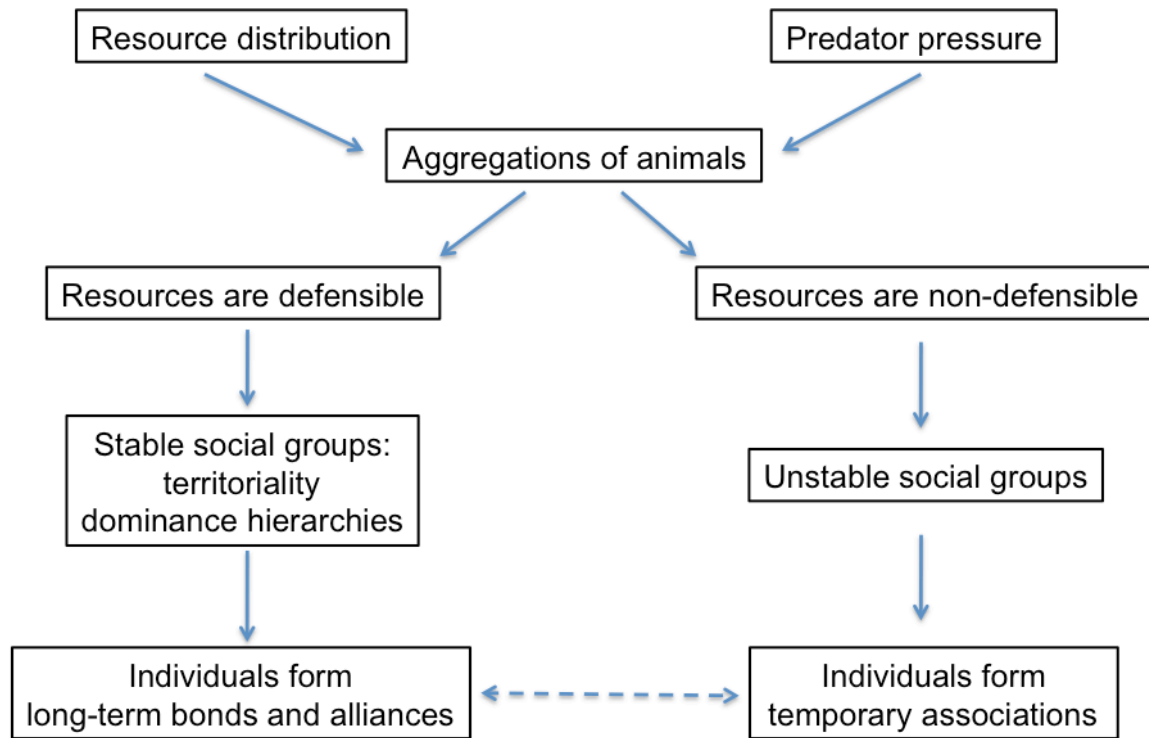 Resource distribution
Predator pressure
Aggregations of animals
Resources are defensible
Resources are non-defensible
Stable social groups:
territoriality
dominance hierarchies
Unstable social groups
Individuals form
long-term bonds and alliances
Individuals form
temporary associations